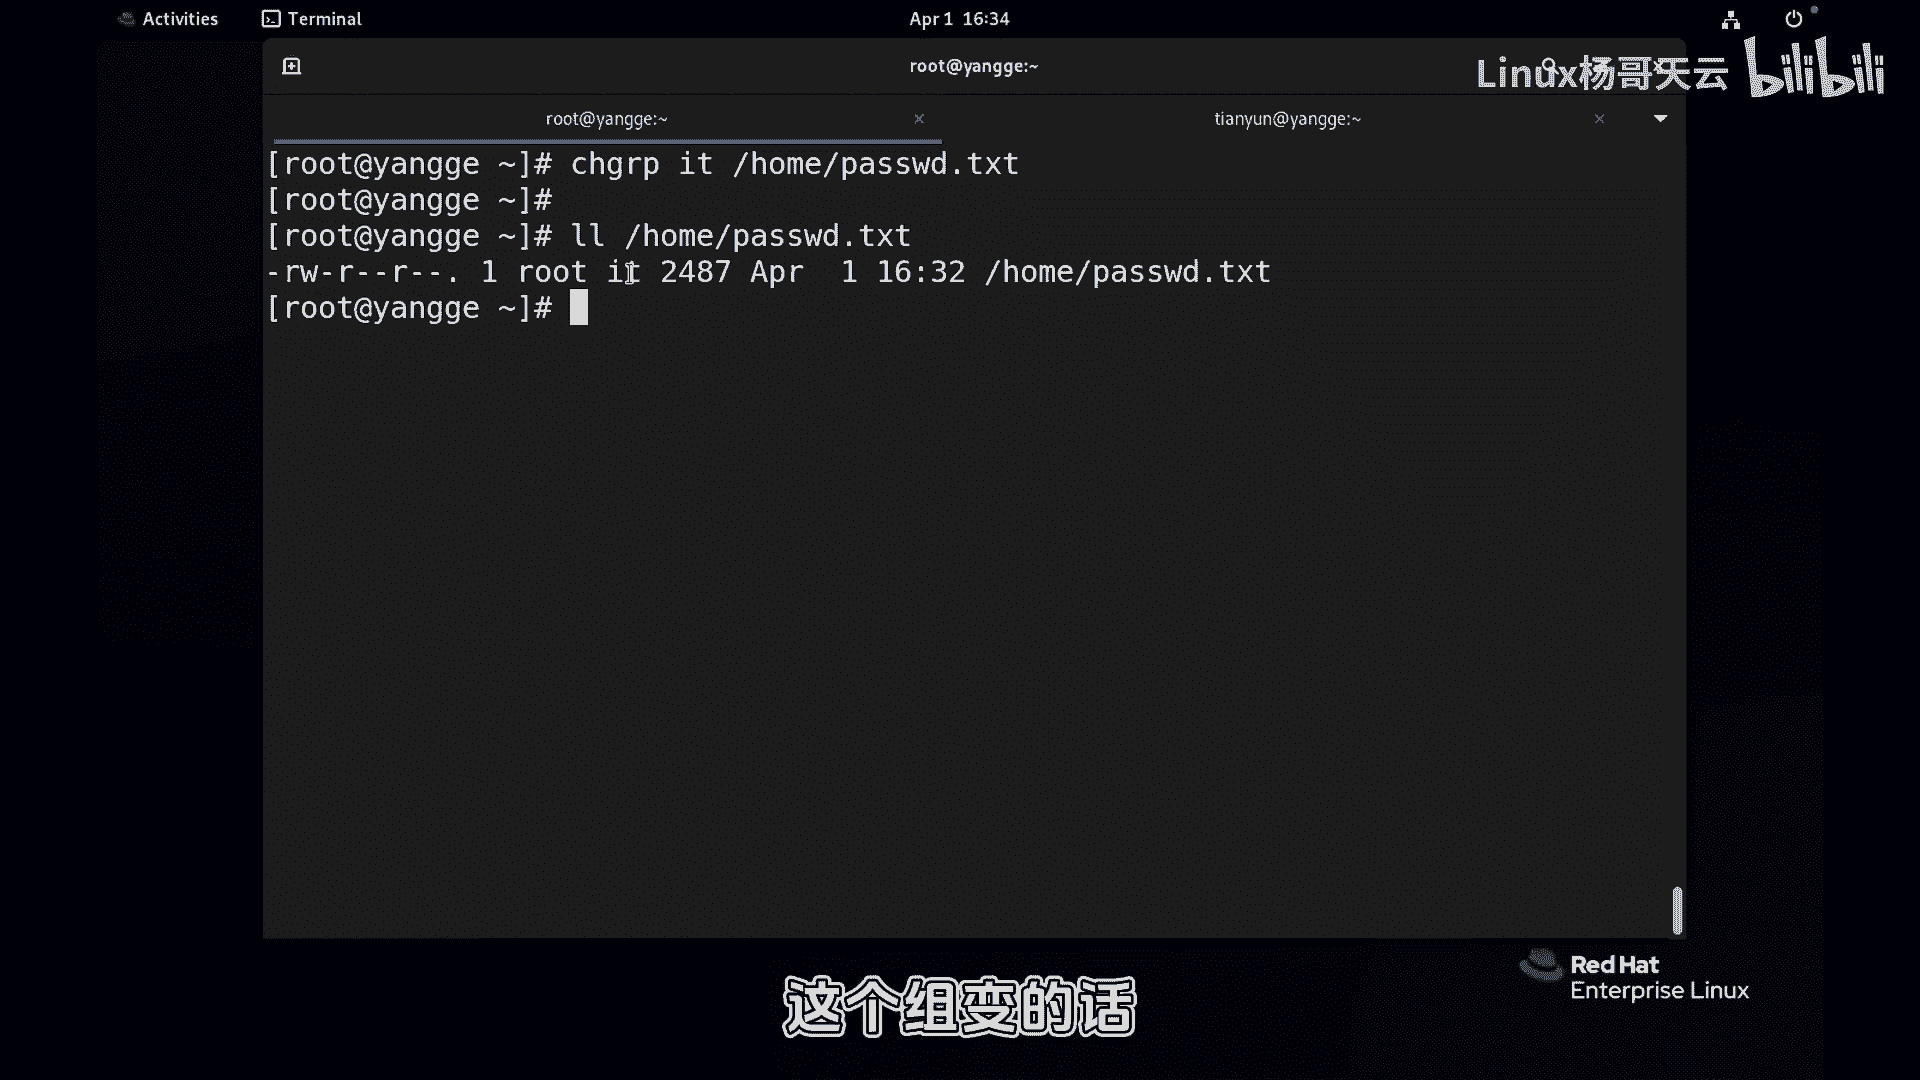 Activities
Terminal
Apr 1 16:34
root@yangge:~
Linux杨哥天云
bilibili
root@yangge:~
tianyun@yangge:~
[root@yangge ~]# chgrp it /home/passwd.txt
[root@yangge ~]#
[root@yangge ~]# ll /home/passwd.txt
-rw-r--r--. 1 root it 2487 Apr  1 16:32 /home/passwd.txt
[root@yangge ~]#
Red Hat
Enterprise Linux
这个组变的话